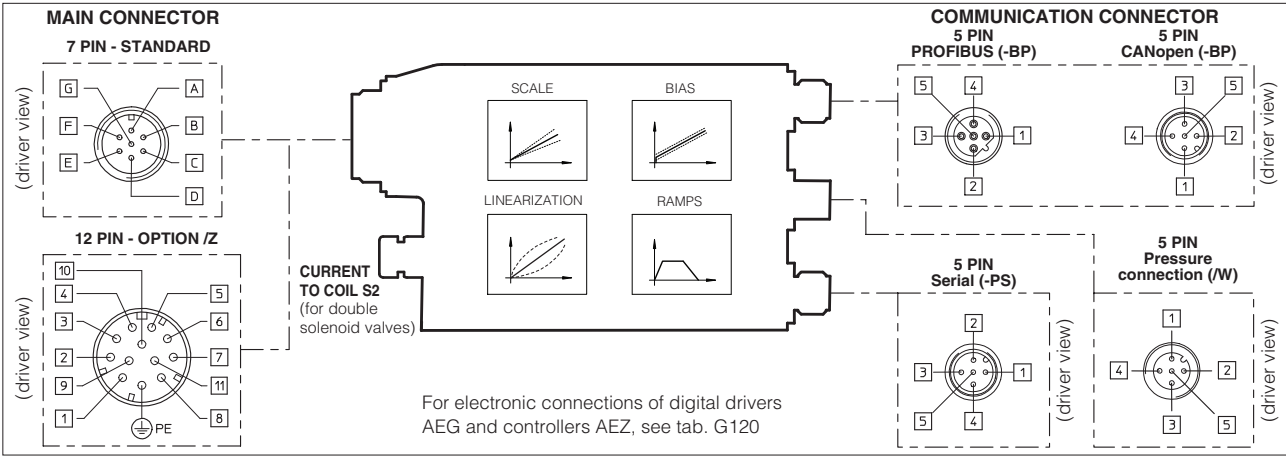 MAIN CONNECTOR
7 PIN - STANDARD
(driver view)
G
A
F
B
E
C
D
12 PIN - OPTION /Z
(driver view)
10
4
5
3
6
2
7
9
11
1
8
PE
CURRENT
TO COIL S2
(for double
solenoid valves)
SCALE
BIAS
LINEARIZATION
RAMPS
For electronic connections of digital drivers
AEG and controllers AEZ, see tab. G120
COMMUNICATION CONNECTOR
5 PIN
PROFIBUS (-BP)
5
4
3
1
2
5 PIN
CANopen (-BP)
3
5
4
2
1
(driver view)
5 PIN
Serial (-PS)
2
3
1
5
4
(driver view)
5 PIN
Pressure
connection (/W)
1
4
2
3
5
(driver view)